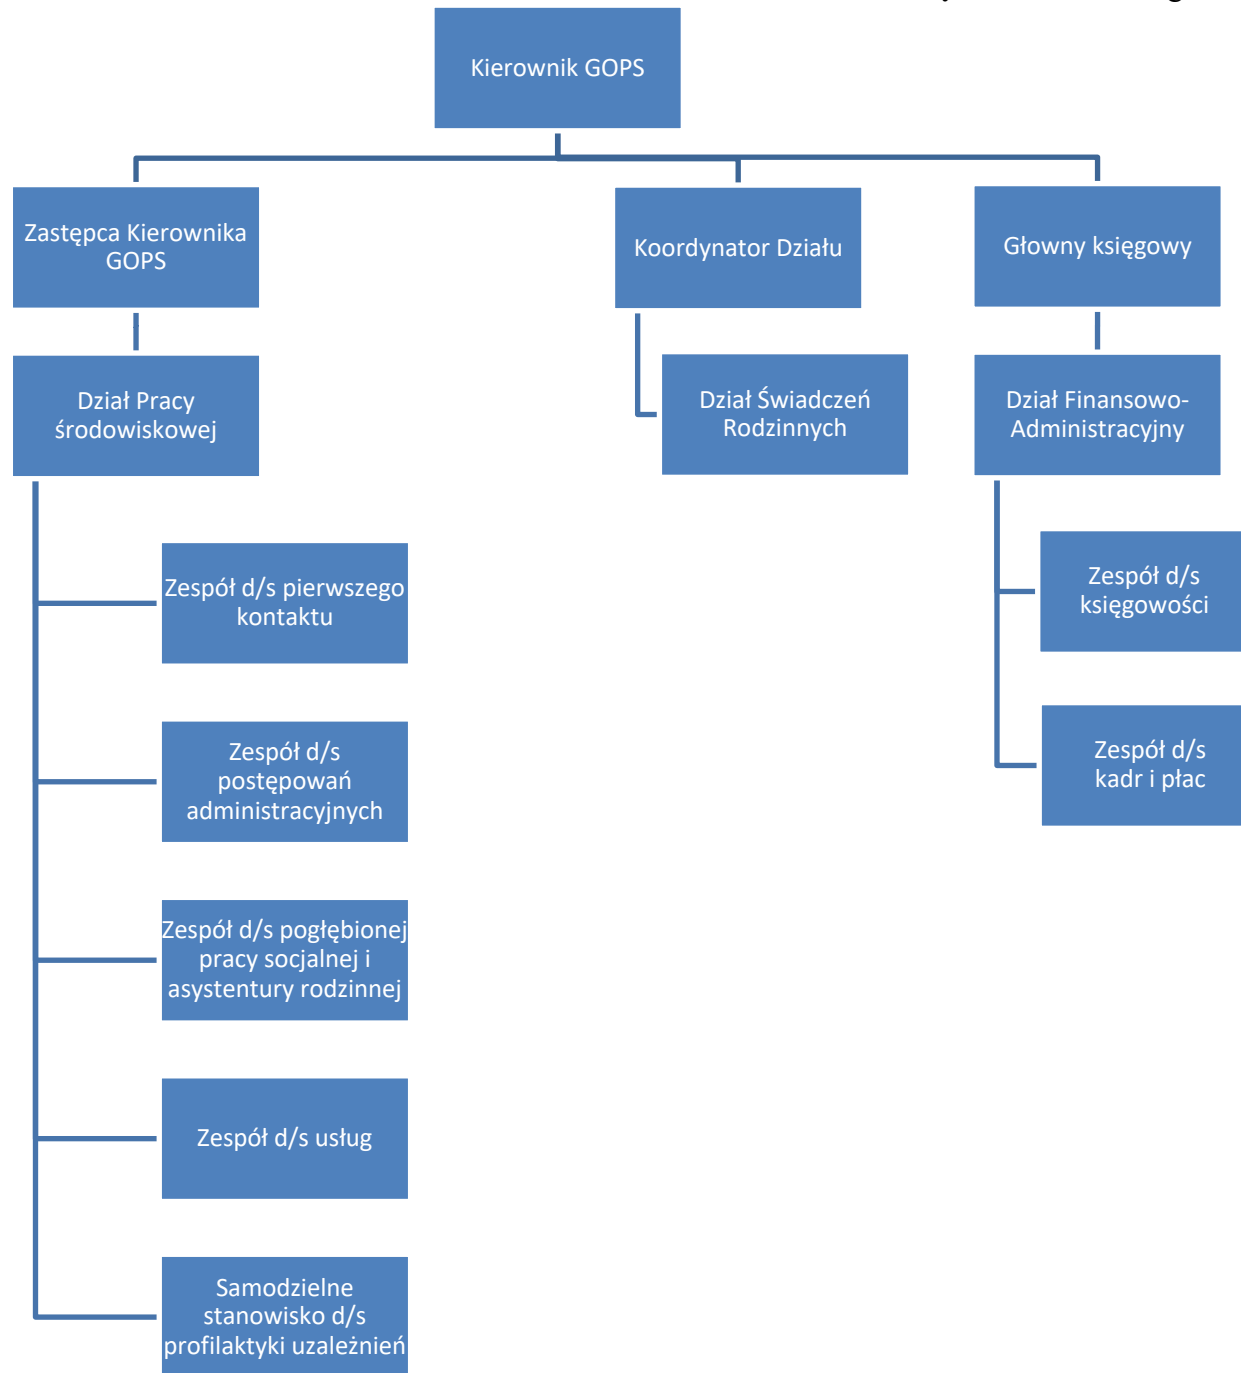 Kierownik GOPS
Zastępca Kierownika
GOPS
Koordynator Działu
Głowny księgowy
Dział Pracy
środowiskowej
Dział Świadczeń
Rodzinnych
Dział Finansowo-
Administracyjny
Zespół d/s pierwszego
kontaktu
Zespół d/s
postępowań
administracyjnych
Zespół d/s pogłębionej
pracy socjalnej i
asystentury rodzinnej
Zespół d/s usług
Samodzielne
stanowisko d/s
profilaktyki uzależnień
Zespół d/s
księgowości
Zespół d/s
kadr i płac